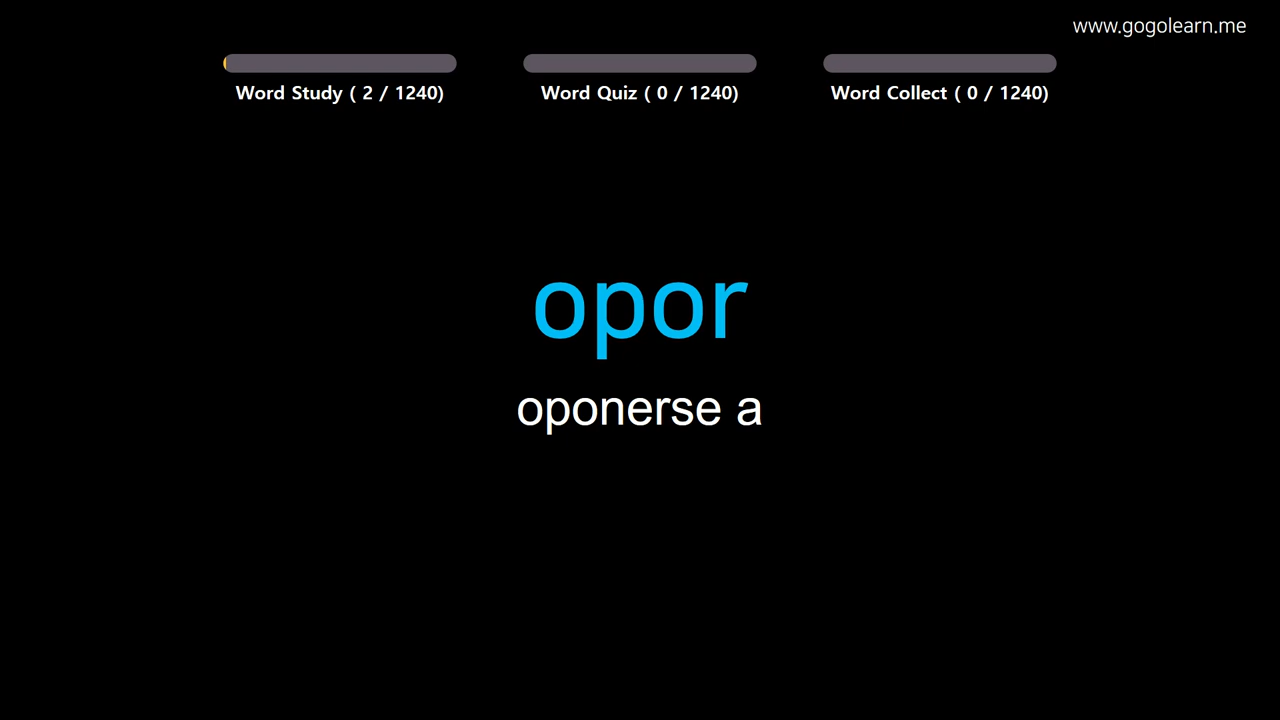 www.gogolearn.me
Word Study ( 2 / 1240)
Word Quiz ( 0 / 1240)
Word Collect ( 0 / 1240)
opor
oponerse a